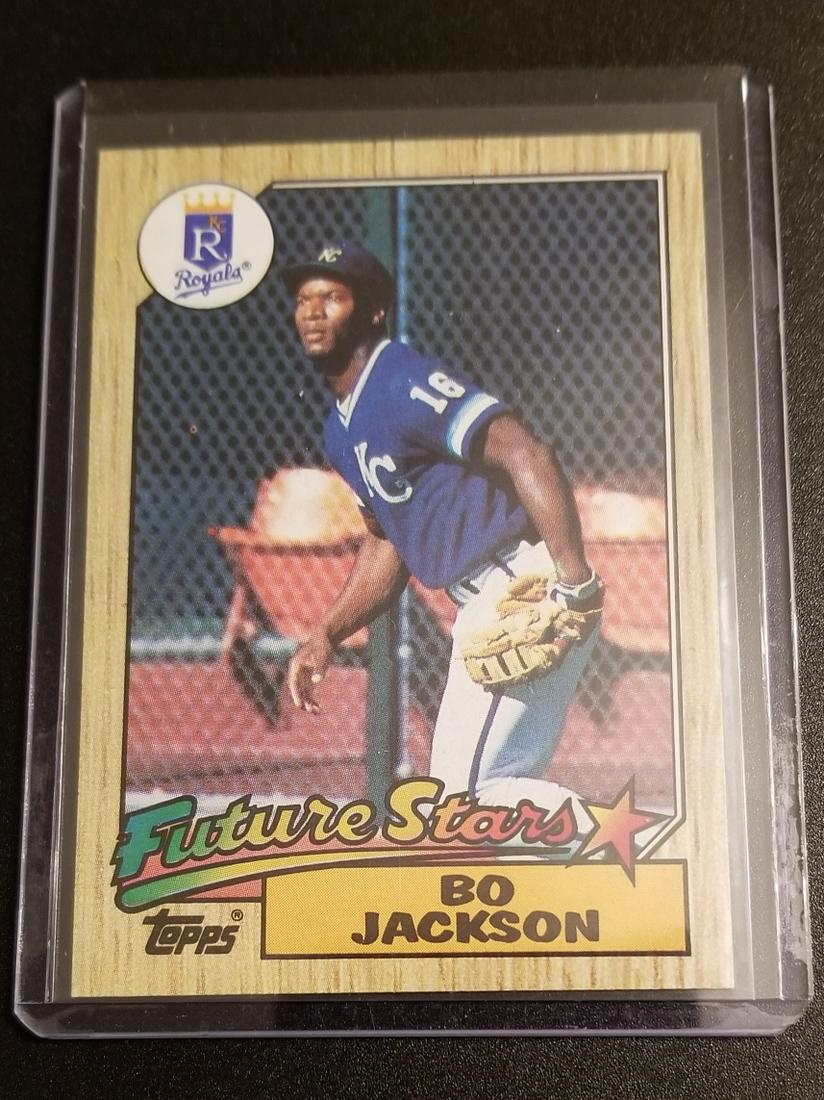 KC
R
Royals®
KC
16
KC
Future Stars
BO
JACKSON
TOPPS®